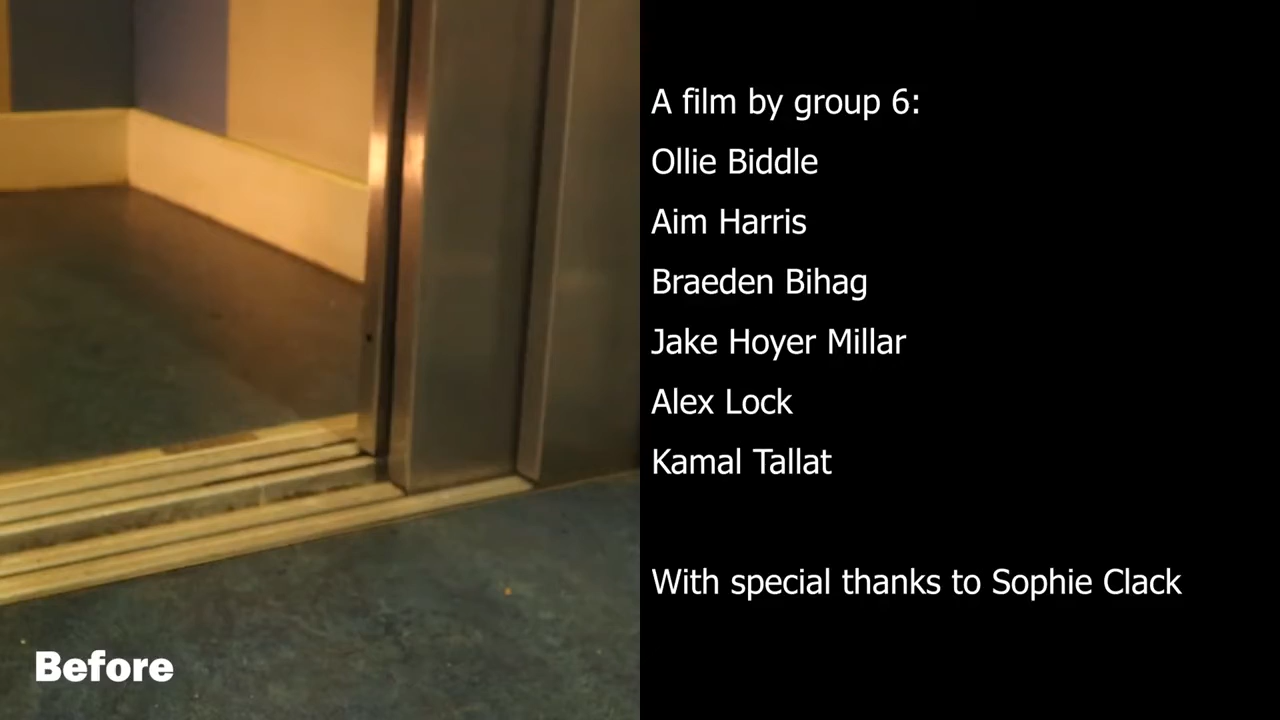 A film by group 6:
Ollie Biddle
Aim Harris
Braeden Bihag
Jake Hoyer Millar
Alex Lock
Kamal Tallat
With special thanks to Sophie Clack
Before